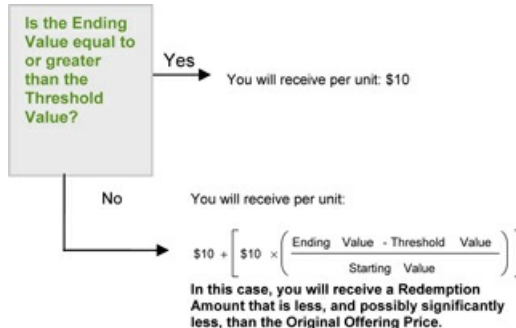 Is the Ending
Value equal to
or greater
than the
Threshold
Value?
Yes
You will receive per unit: $10
No
You will receive per unit:
$10 + [ $10 × ( Ending Value - Threshold Value
Starting Value ) ]
In this case, you will receive a Redemption
Amount that is less, and possibly significantly
less, than the Original Offering Price.